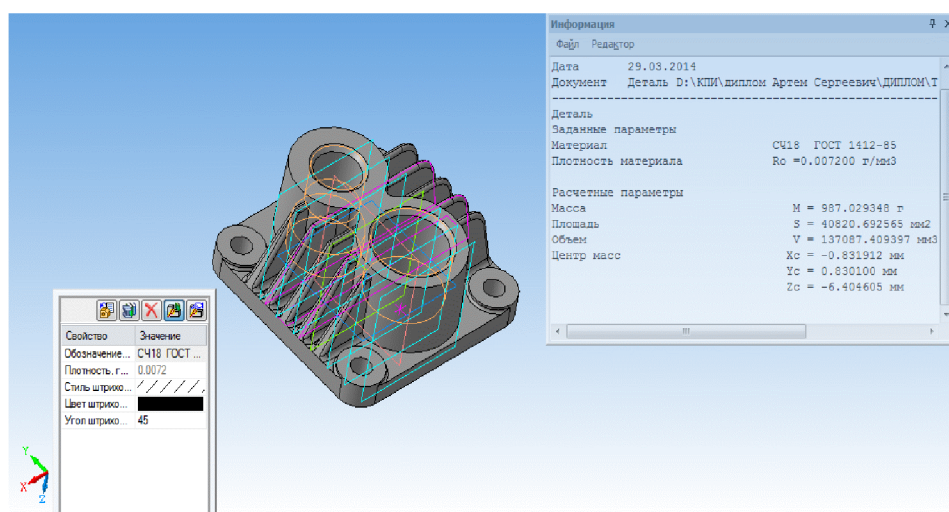 Информация
Файл Редактор
Дата 29.03.2014
Документ Деталь D:\КПИ\диплом Артем Сергеевич\ДИПЛОМ\Т
Деталь
Заданные параметры
Материал СЧ18 ГОСТ 1412-85
Плотность материала Ro =0.007200 г/мм3
Расчетные параметры
Масса M = 987.029348 г
Площадь S = 40820.692565 мм2
Объем V = 137087.409397 мм3
Центр масс Xc = -0.831912 мм
Yc = 0.830100 мм
Zc = -6.404605 мм
Свойство Значение
Обозначение... СЧ18 ГОСТ ...
Плотность, г... 0.0072
Стиль штрихо...
Цвет штрихо...
Угол штрихо... 45
Y
X
Z